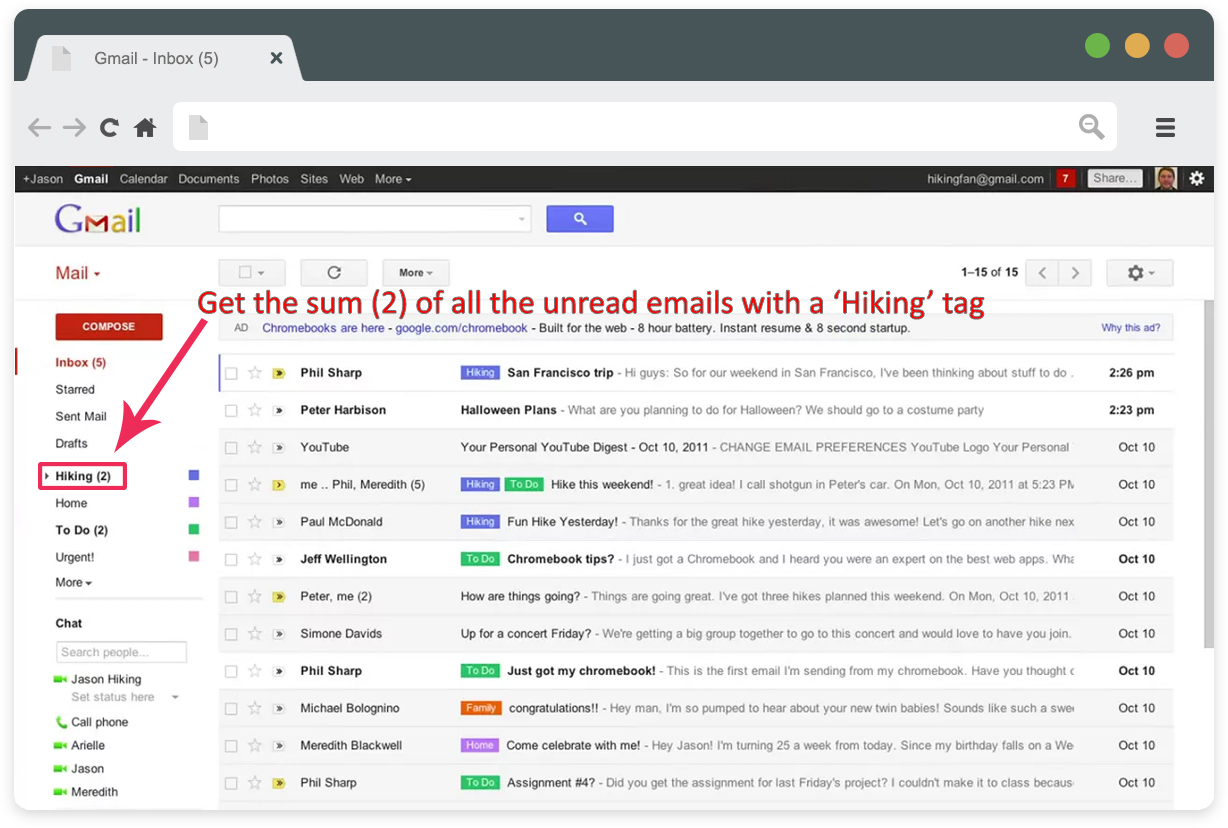 Gmail - Inbox (5)
+Jason Gmail Calendar Documents Photos Sites Web More hikingfan@gmail.com 7 Share...
Gmail
Mail More 1–15 of 15
Get the sum (2) of all the unread emails with a ‘Hiking’ tag
COMPOSE
AD Chromebooks are here - google.com/chromebook - Built for the web - 8 hour battery. Instant resume & 8 second startup. Why this ad?
Inbox (5)
Starred
Sent Mail
Drafts
Hiking (2)
Home
To Do (2)
Urgent!
More
Chat
Search people...
Jason Hiking
Set status here
Call phone
Arielle
Jason
Meredith
Phil Sharp Hiking San Francisco trip - Hi guys: So for our weekend in San Francisco, I've been thinking about stuff to do . 2:26 pm
Peter Harbison Halloween Plans - What are you planning to do for Halloween? We should go to a costume party 2:23 pm
YouTube Your Personal YouTube Digest - Oct 10, 2011 - CHANGE EMAIL PREFERENCES YouTube Logo Your Personal Oct 10
me .. Phil, Meredith (5) Hiking To Do Hike this weekend! - 1. great idea! I call shotgun in Peter's car. On Mon, Oct 10, 2011 at 5:23 PM Oct 10
Paul McDonald Hiking Fun Hike Yesterday! - Thanks for the great hike yesterday, it was awesome! Let's go on another hike nex Oct 10
Jeff Wellington To Do Chromebook tips? - I just got a Chromebook and I heard you were an expert on the best web apps. Wha Oct 10
Peter, me (2) How are things going? - Things are going great. I've got three hikes planned this weekend. On Mon, Oct 10, 2011 Oct 10
Simone Davids Up for a concert Friday? - We're getting a big group together to go to this concert and would love to have you join. Oct 10
Phil Sharp To Do Just got my chromebook! - This is the first email I'm sending from my chromebook. Have you thought c Oct 10
Michael Bolognino Family congratulations!! - Hey man, I'm so pumped to hear about your new twin babies! Sounds like such a swee Oct 10
Meredith Blackwell Home Come celebrate with me! - Hey Jason! I'm turning 25 a week from today. Since my birthday falls on a We Oct 10
Phil Sharp To Do Assignment #4? - Did you get the assignment for last Friday's project? I couldn't make it to class becaus Oct 10